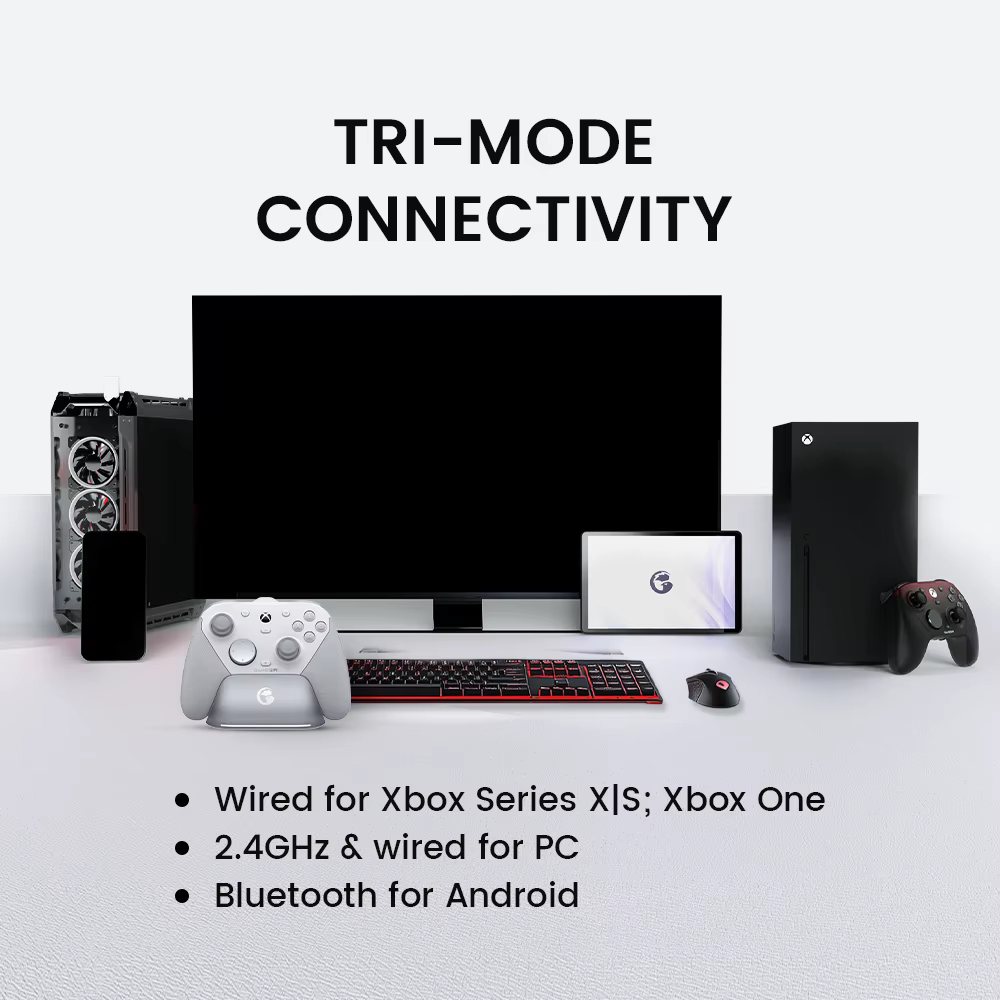 TRI-MODE
CONNECTIVITY
• Wired for Xbox Series X|S; Xbox One
• 2.4GHz & wired for PC
• Bluetooth for Android